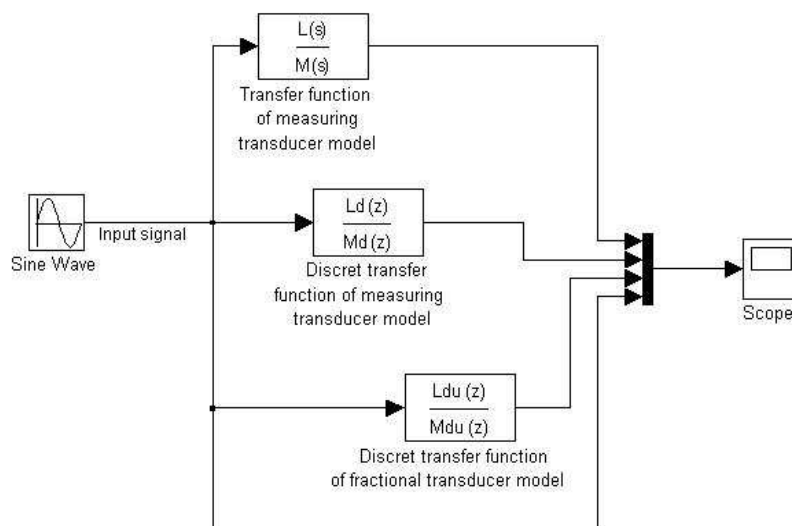 L(s)
M(s)
Transfer function
of measuring
transducer model
Sine Wave
Input signal
Ld(z)
Md(z)
Discret transfer
function of measuring
transducer model
Scope
Ldu(z)
Mdu(z)
Discret transfer function
of fractional transducer model